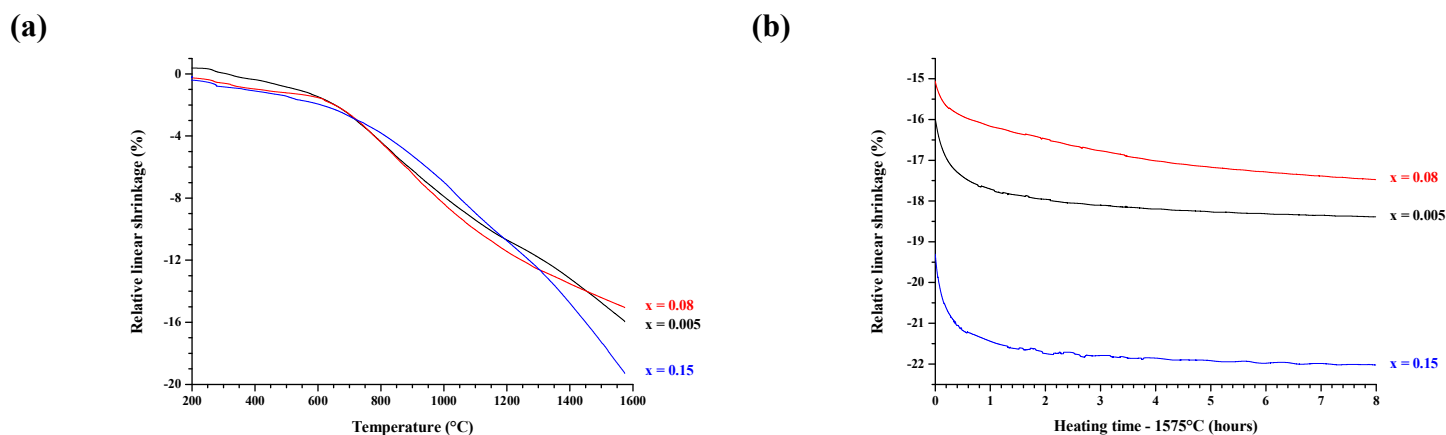 (a)
Relative linear shrinkage (%)
0
-4
-8
-12
-16
-20
200 400 600 800 1000 1200 1400 1600
Temperature (°C)
x = 0.08
x = 0.005
x = 0.15
(b)
Relative linear shrinkage (%)
-15
-16
-17
-18
-19
-21
-22
0 1 2 3 4 5 6 7 8
Heating time - 1575°C (hours)
x = 0.08
x = 0.005
x = 0.15